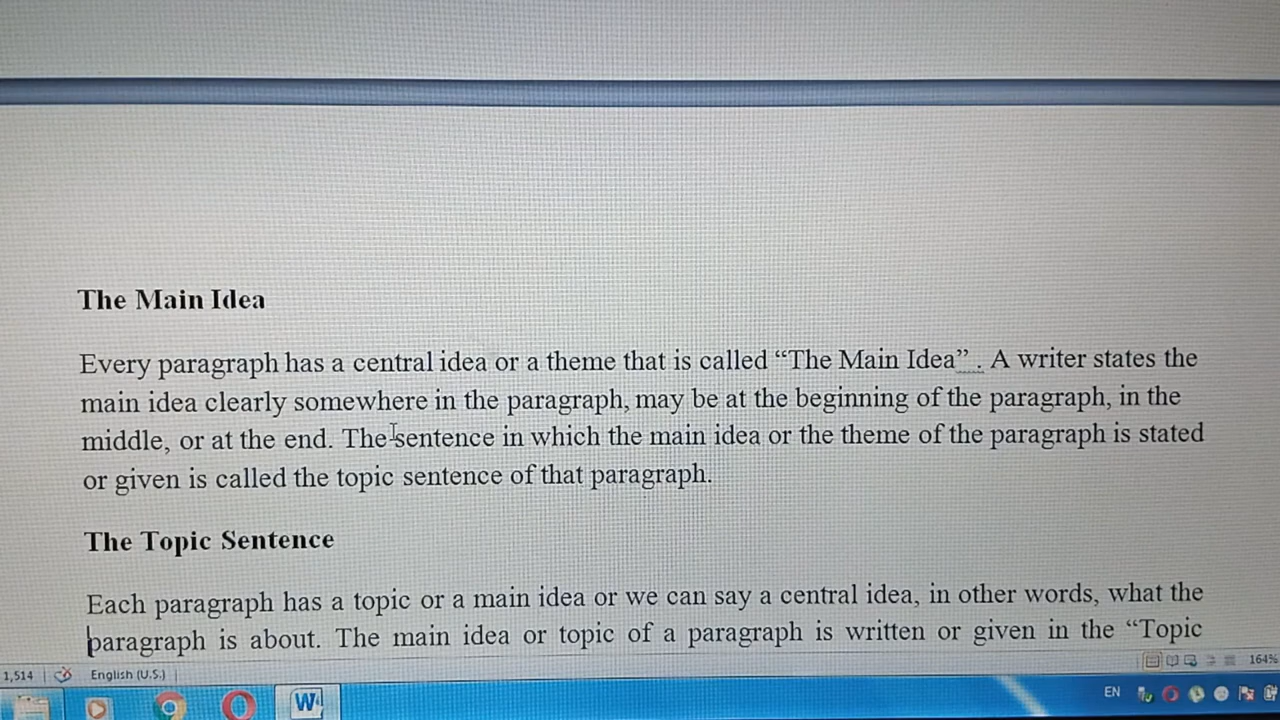 The Main Idea
Every paragraph has a central idea or a theme that is called “The Main Idea” . A writer states the
main idea clearly somewhere in the paragraph, may be at the beginning of the paragraph, in the
middle, or at the end. The sentence in which the main idea or the theme of the paragraph is stated
or given is called the topic sentence of that paragraph.
The Topic Sentence
Each paragraph has a topic or a main idea or we can say a central idea, in other words, what the
paragraph is about. The main idea or topic of a paragraph is written or given in the “Topic
1,514 English (U.S.) 164%
W EN